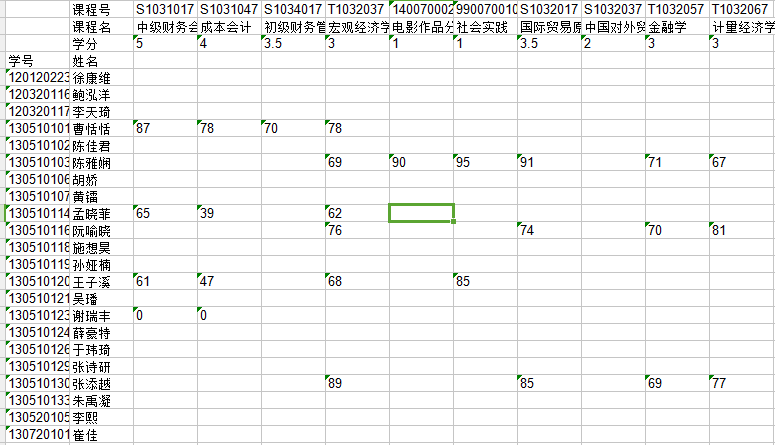 课程号 S1031017 S1031047 S1034017 T1032037 140070002 990070010 S1032017 S1032037 T1032057 T1032067
课程名 中级财务会 成本会计 初级财务管 宏观经济学 电影作品分 社会实践 国际贸易原 中国对外贸 金融学 计量经济学
学分 5 4 3.5 3 1 1 3.5 2 3 3
学号 姓名
120120223 徐康维
120320116 鲍泓洋
120320117 李天琦
130510101 曹恬恬 87 78 70 78
130510102 陈佳君
130510103 陈雅娴 69 90 95 91 71 67
130510106 胡娇
130510107 黄镭
130510114 孟晓菲 65 39 62
130510116 阮喻晓 76 74 70 81
130510118 施想昊
130510119 孙娅楠
130510120 王子溪 61 47 68 85
130510121 吴璠
130510123 谢瑞丰 0 0
130510124 薛豪特
130510126 于玮琦
130510129 张诗研
130510130 张添越 89 85 69 77
130510133 朱禹凝
130520105 李熙
130720101 崔佳